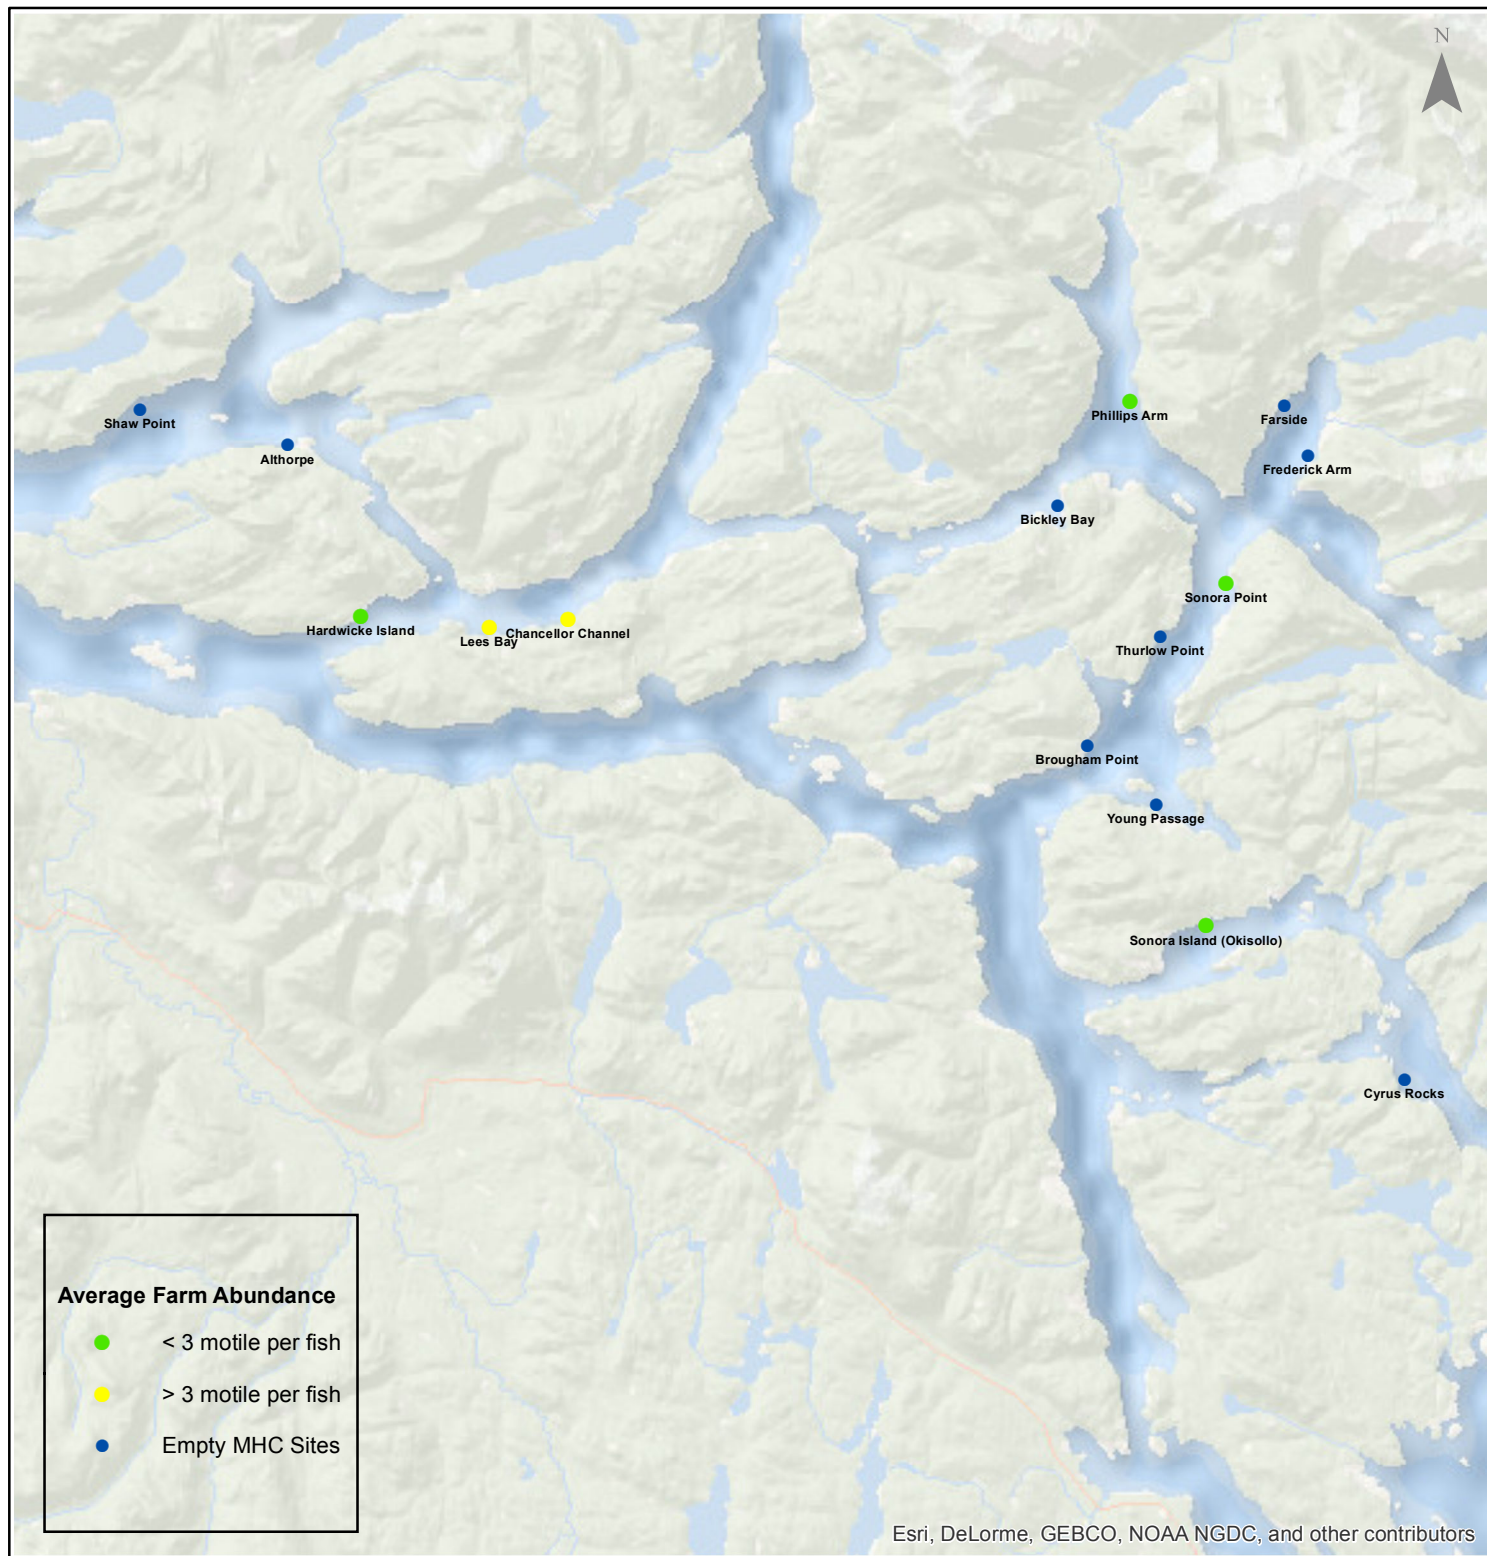 N
Phillips Arm
Farside
Shaw Point
Althorpe
Frederick Arm
Bickley Bay
Sonora Point
Hardwicke Island
Lees Bay
Chancellor Channel
Thurlow Point
Brougham Point
Young Passage
Sonora Island (Okisollo)
Cyrus Rocks
Average Farm Abundance
< 3 motile per fish
> 3 motile per fish
Empty MHC Sites
Esri, DeLorme, GEBCO, NOAA NGDC, and other contributors